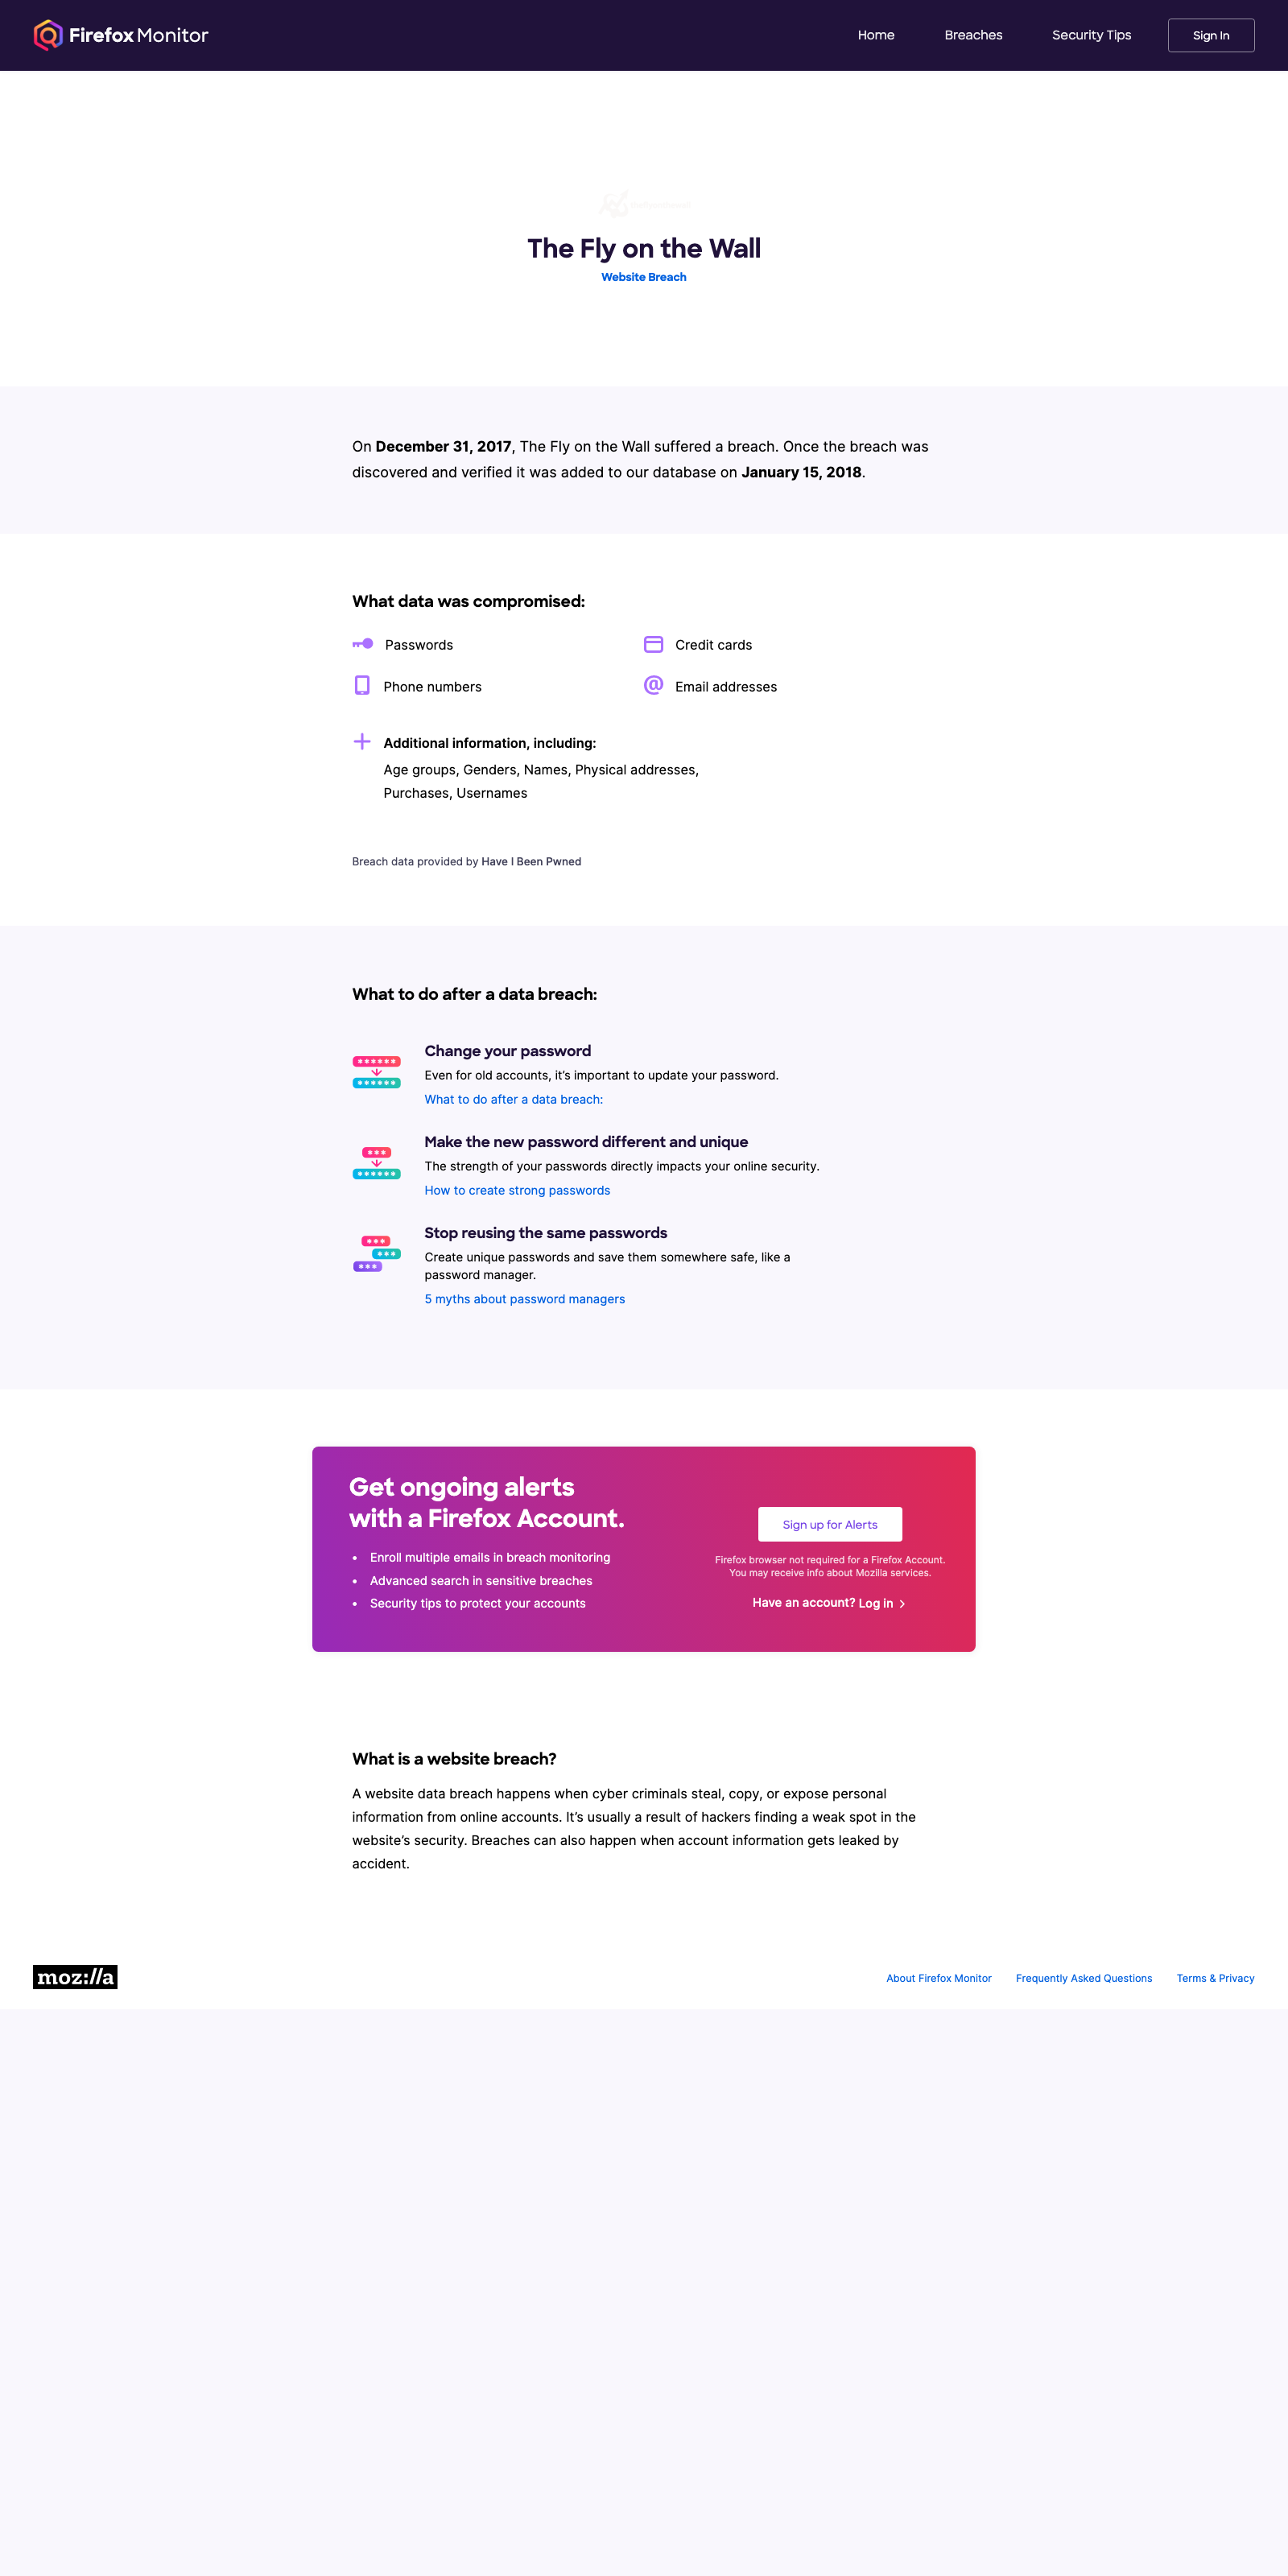 Firefox Monitor
Home
Breaches
Security Tips
Sign In
The Fly on the Wall
Website Breach
On December 31, 2017, The Fly on the Wall suffered a breach. Once the breach was
discovered and verified it was added to our database on January 15, 2018.
What data was compromised:
Passwords
Credit cards
Phone numbers
Email addresses
Additional information, including:
Age groups, Genders, Names, Physical addresses,
Purchases, Usernames
Breach data provided by Have I Been Pwned
What to do after a data breach:
Change your password
Even for old accounts, it’s important to update your password.
What to do after a data breach:
Make the new password different and unique
The strength of your passwords directly impacts your online security.
How to create strong passwords
Stop reusing the same passwords
Create unique passwords and save them somewhere safe, like a
password manager.
5 myths about password managers
Get ongoing alerts
with a Firefox Account.
• Enroll multiple emails in breach monitoring
• Advanced search in sensitive breaches
• Security tips to protect your accounts
Sign up for Alerts
Firefox browser not required for a Firefox Account.
You may receive info about Mozilla services.
Have an account? Log in
What is a website breach?
A website data breach happens when cyber criminals steal, copy, or expose personal
information from online accounts. It’s usually a result of hackers finding a weak spot in the
website’s security. Breaches can also happen when account information gets leaked by
accident.
moz://a
About Firefox Monitor
Frequently Asked Questions
Terms & Privacy